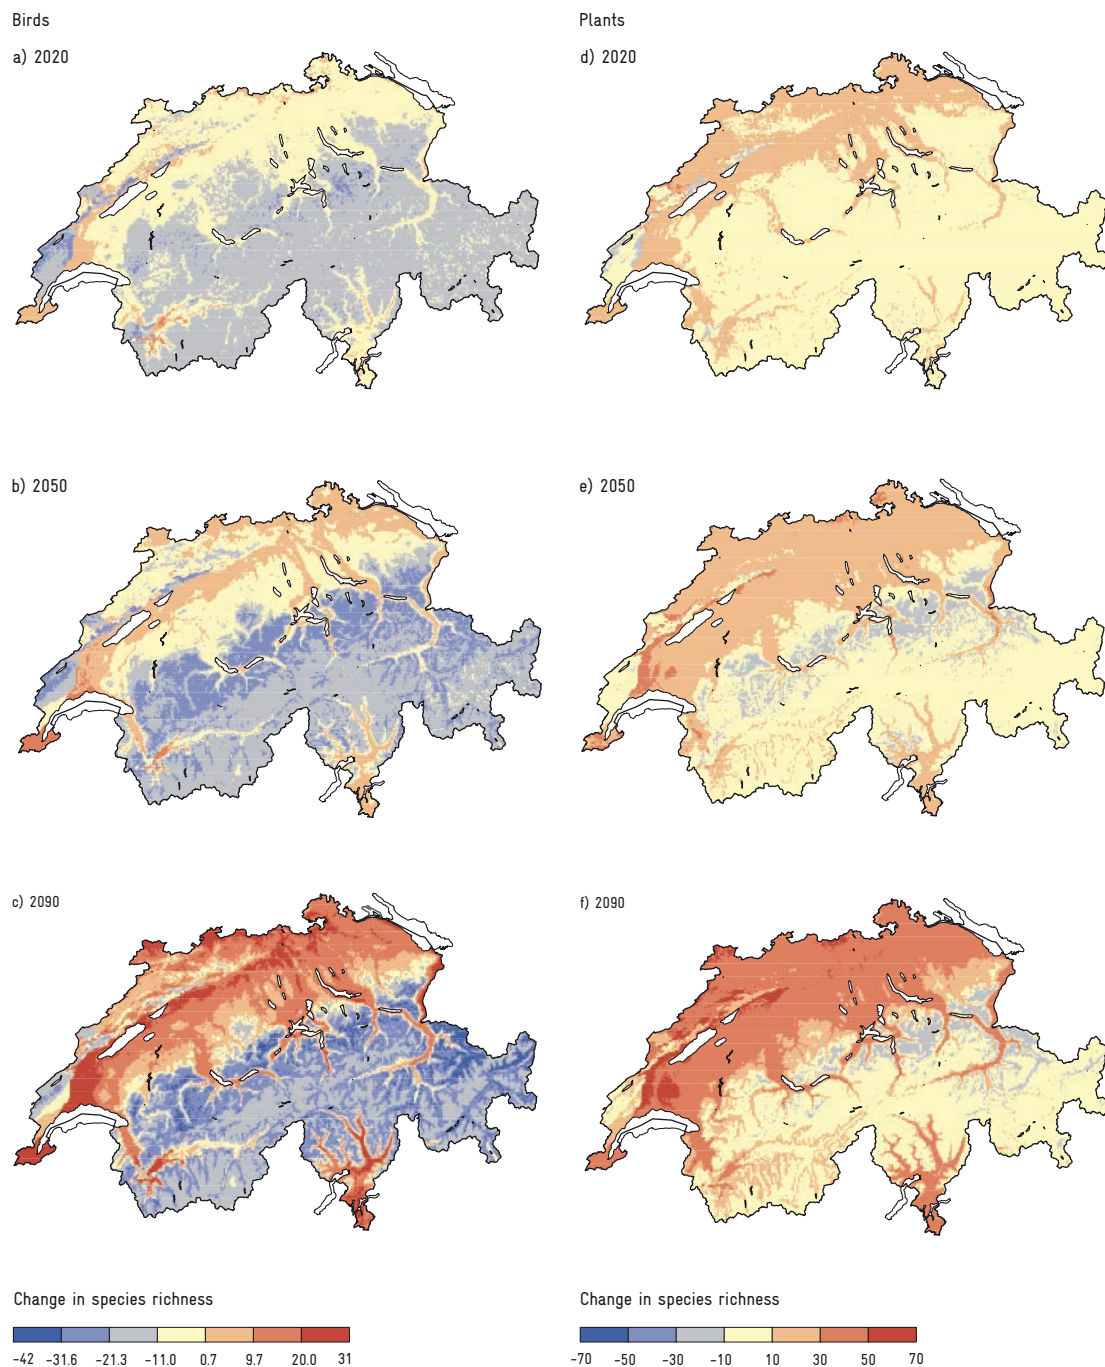 Birds
Plants
a) 2020
d) 2020
b) 2050
e) 2050
c) 2090
f) 2090
Change in species richness
-42 -31.6 -21.3 -11.0 0.7 9.7 20.0 31
Change in species richness
-70 -50 -30 -10 10 30 50 70